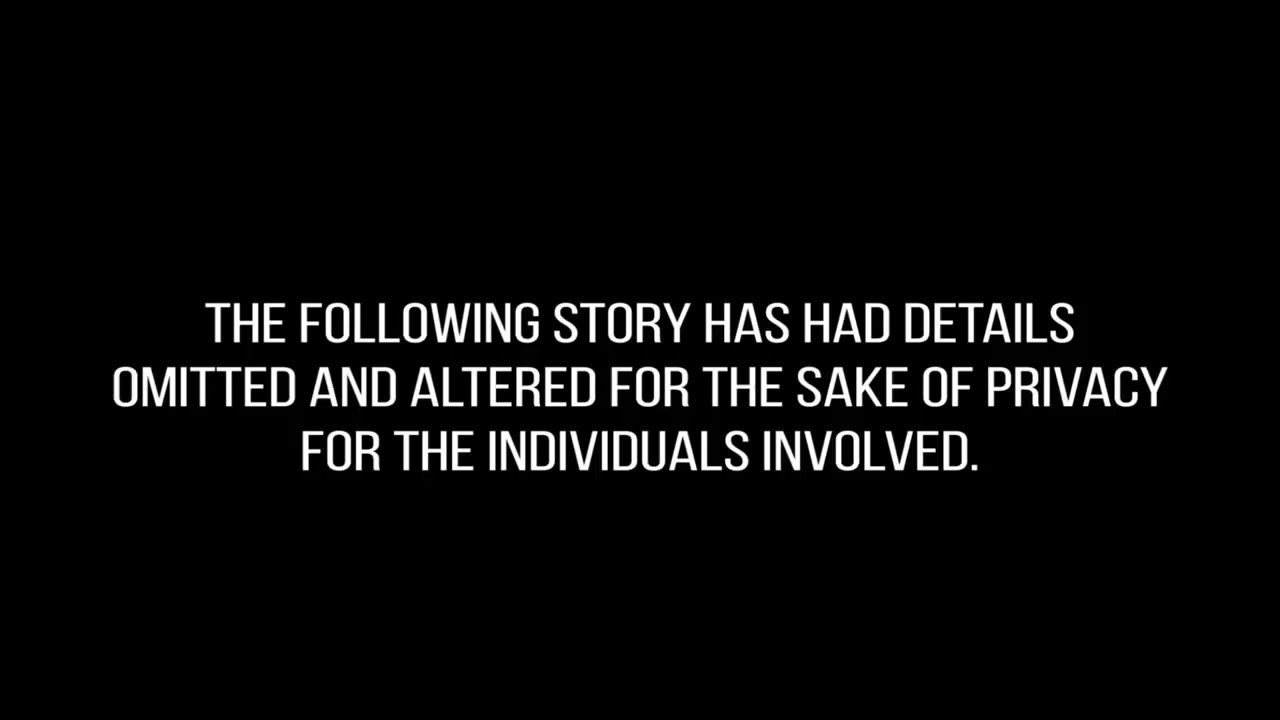 THE FOLLOWING STORY HAS HAD DETAILS
OMITTED AND ALTERED FOR THE SAKE OF PRIVACY
FOR THE INDIVIDUALS INVOLVED.